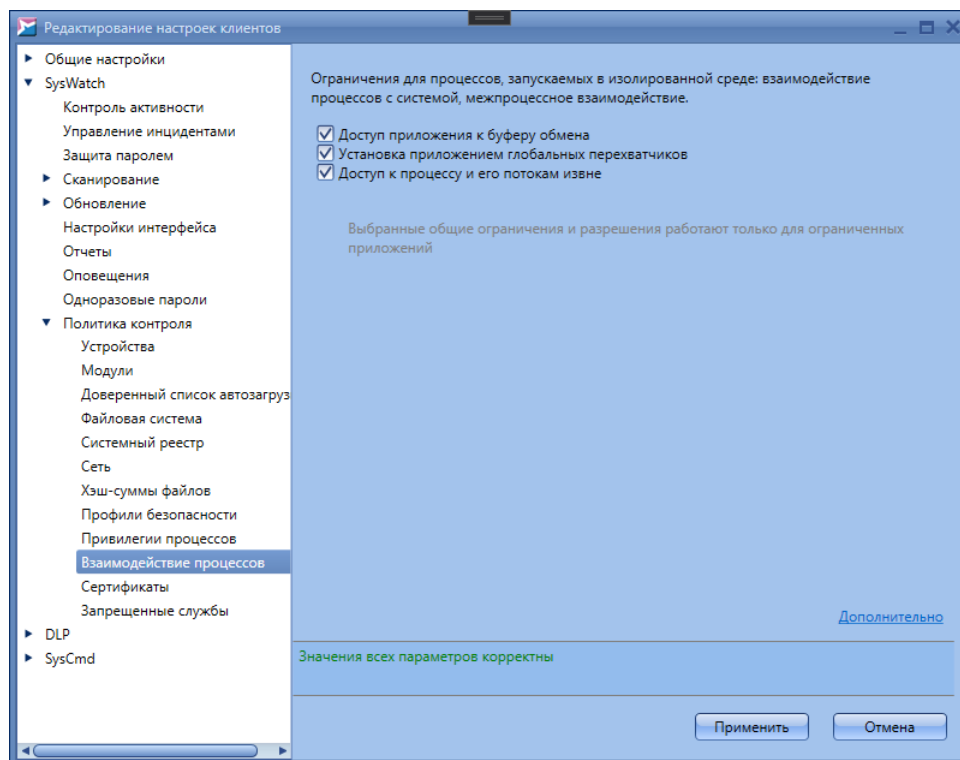 Редактирование настроек клиентов
Общие настройки
SysWatch
Контроль активности
Управление инцидентами
Защита паролем
Сканирование
Обновление
Настройки интерфейса
Отчеты
Оповещения
Одноразовые пароли
Политика контроля
Устройства
Модули
Доверенный список автозагруз
Файловая система
Системный реестр
Сеть
Хэш-суммы файлов
Профили безопасности
Привилегии процессов
Взаимодействие процессов
Сертификаты
Запрещенные службы
DLP
SysCmd
Ограничения для процессов, запускаемых в изолированной среде: взаимодействие
процессов с системой, межпроцессное взаимодействие.
Доступ приложения к буферу обмена
Установка приложением глобальных перехватчиков
Доступ к процессу и его потокам извне
Выбранные общие ограничения и разрешения работают только для ограниченных
приложений
Дополнительно
Значения всех параметров корректны
Применить
Отмена